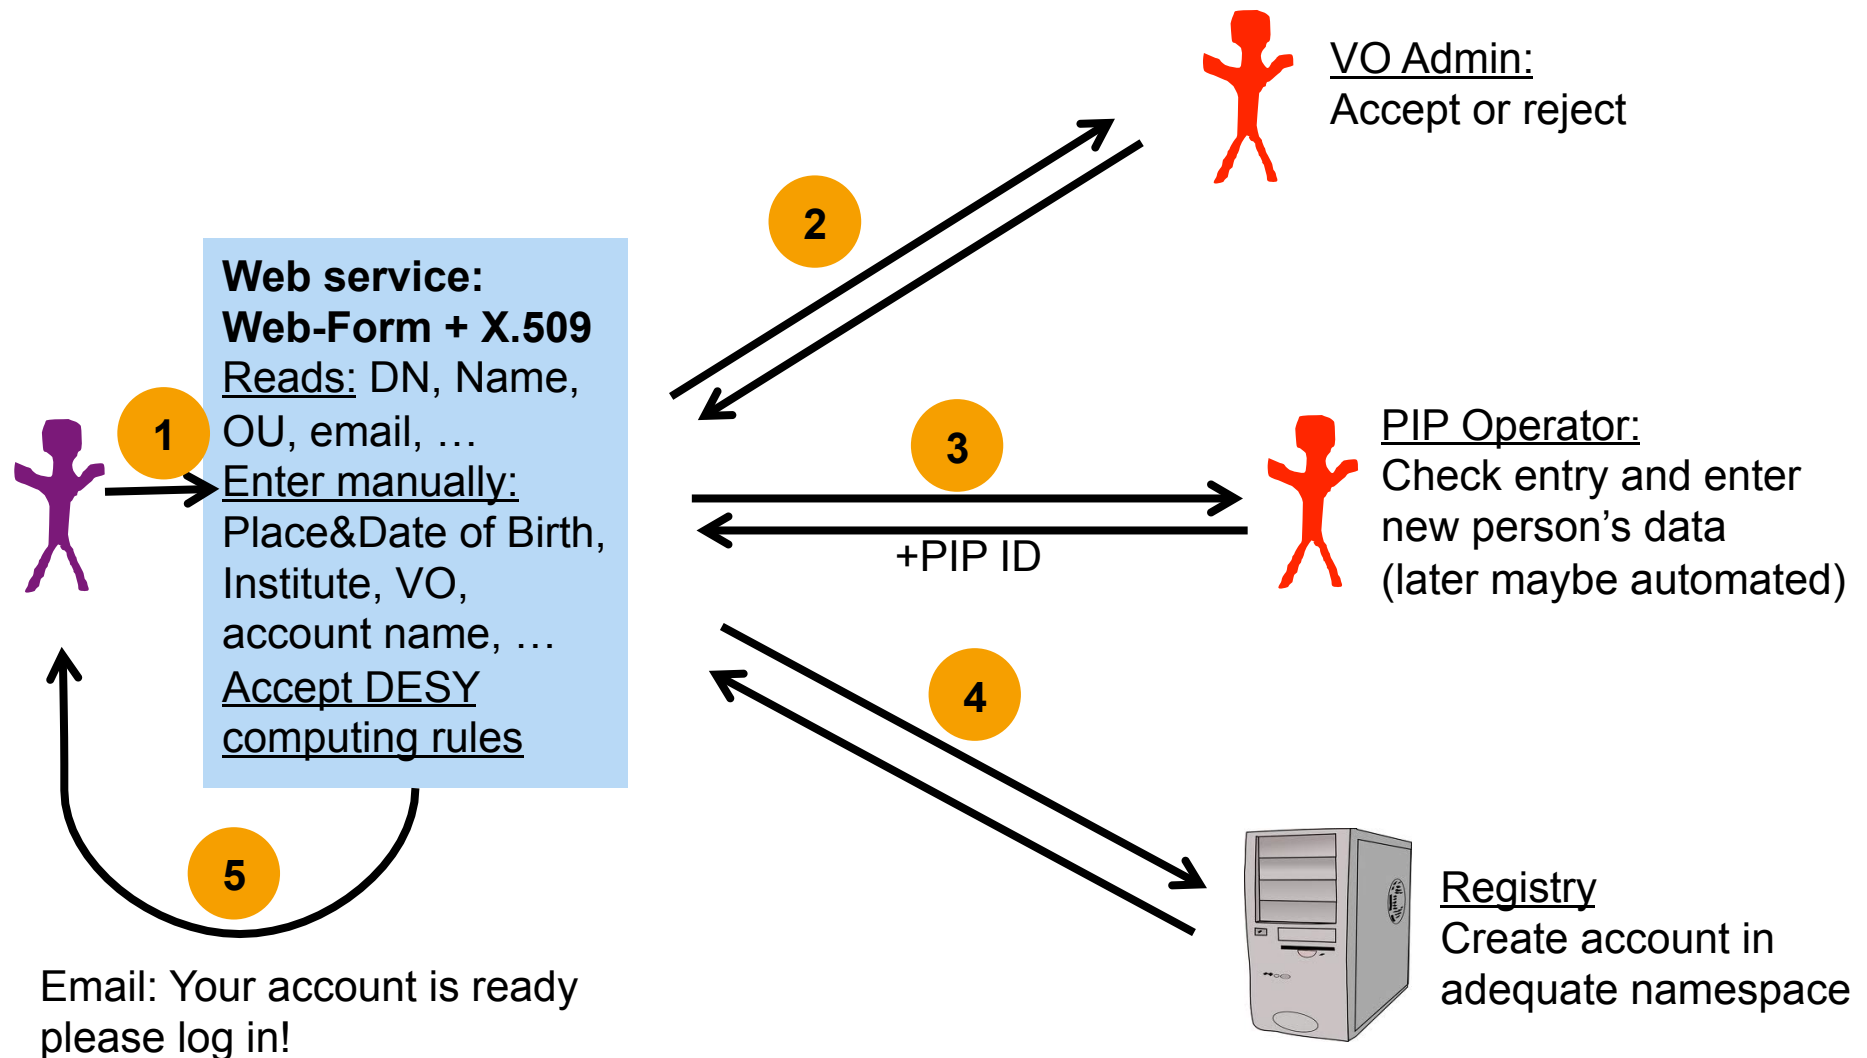 VO Admin:
Accept or reject
2
Web service:
Web-Form + X.509
Reads: DN, Name,
OU, email, …
Enter manually:
Place&Date of Birth,
Institute, VO,
account name, …
Accept DESY
computing rules
1
3
+PIP ID
PIP Operator:
Check entry and enter
new person’s data
(later maybe automated)
4
Registry
Create account in
adequate namespace
5
Email: Your account is ready
please log in!